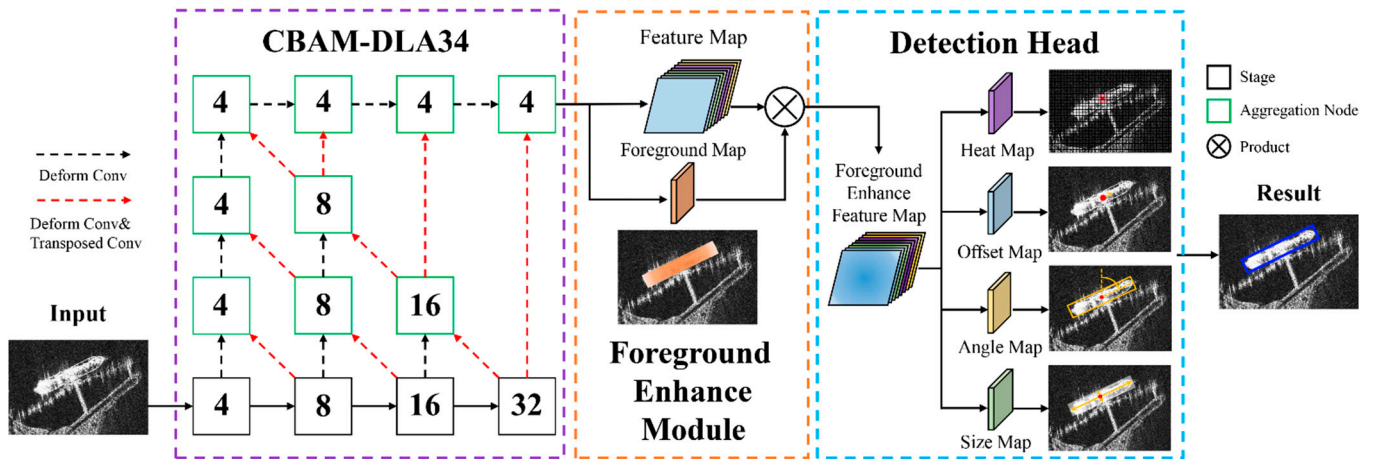 CBAM-DLA34
4
4
4
4
4
8
4
8
16
4
8
16
32
Deform Conv
Deform Conv&
Transposed Conv
Input
Feature Map
Foreground Map
Foreground
Enhance
Module
Detection Head
Foreground
Enhance
Feature Map
Heat Map
Offset Map
Angle Map
Size Map
Stage
Aggregation Node
Product
Result